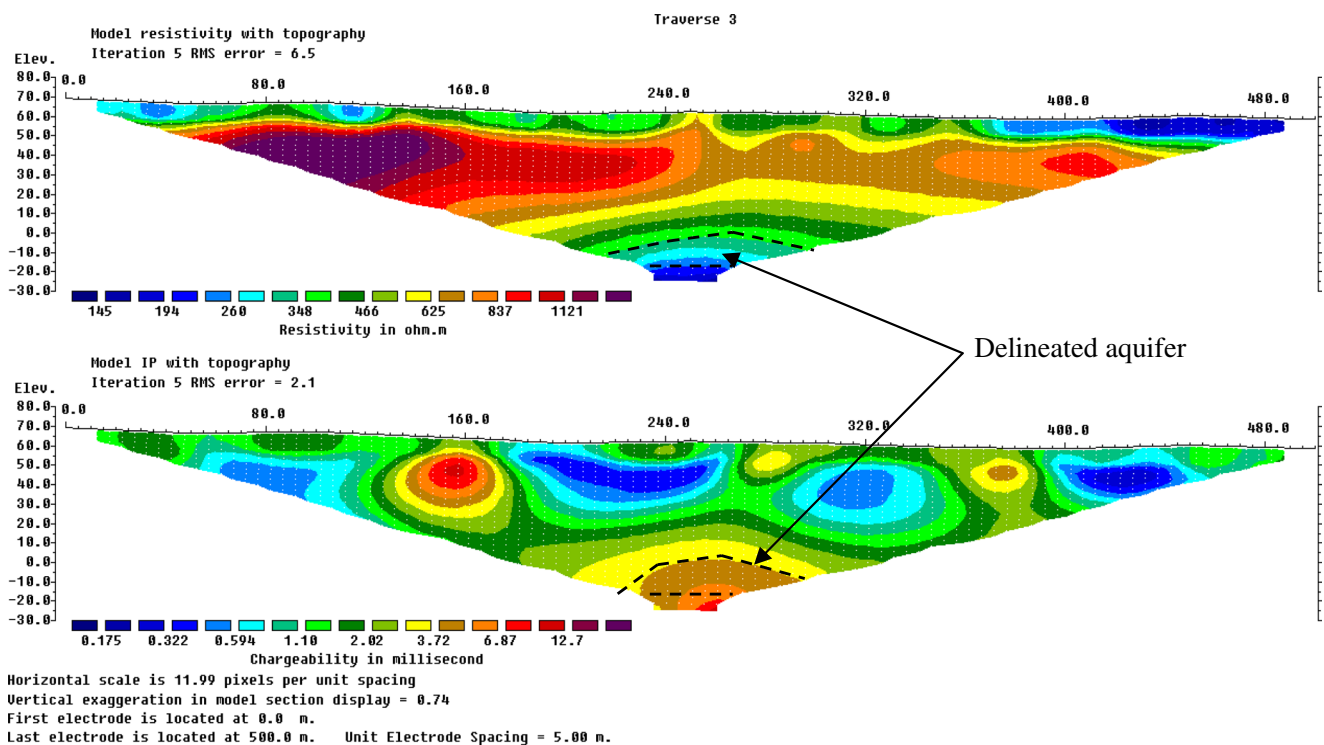 Traverse 3
Model resistivity with topography
Iteration 5 RMS error = 6.5
Elev.
0.0 80.0 160.0 240.0 320.0 400.0 480.0
80.0
70.0
60.0
50.0
40.0
30.0
20.0
10.0
0.0
-10.0
-20.0
-30.0
145 194 260 348 466 625 837 1121
Resistivity in ohm.m
Delineated aquifer
Model IP with topography
Iteration 5 RMS error = 2.1
Elev.
0.0 80.0 160.0 240.0 320.0 400.0 480.0
80.0
70.0
60.0
50.0
40.0
30.0
20.0
10.0
0.0
-10.0
-20.0
-30.0
0.175 0.322 0.594 1.10 2.02 3.72 6.87 12.7
Chargeability in millisecond
Horizontal scale is 11.99 pixels per unit spacing
Vertical exaggeration in model section display = 0.74
First electrode is located at 0.0 m.
Last electrode is located at 500.0 m. Unit Electrode Spacing = 5.00 m.